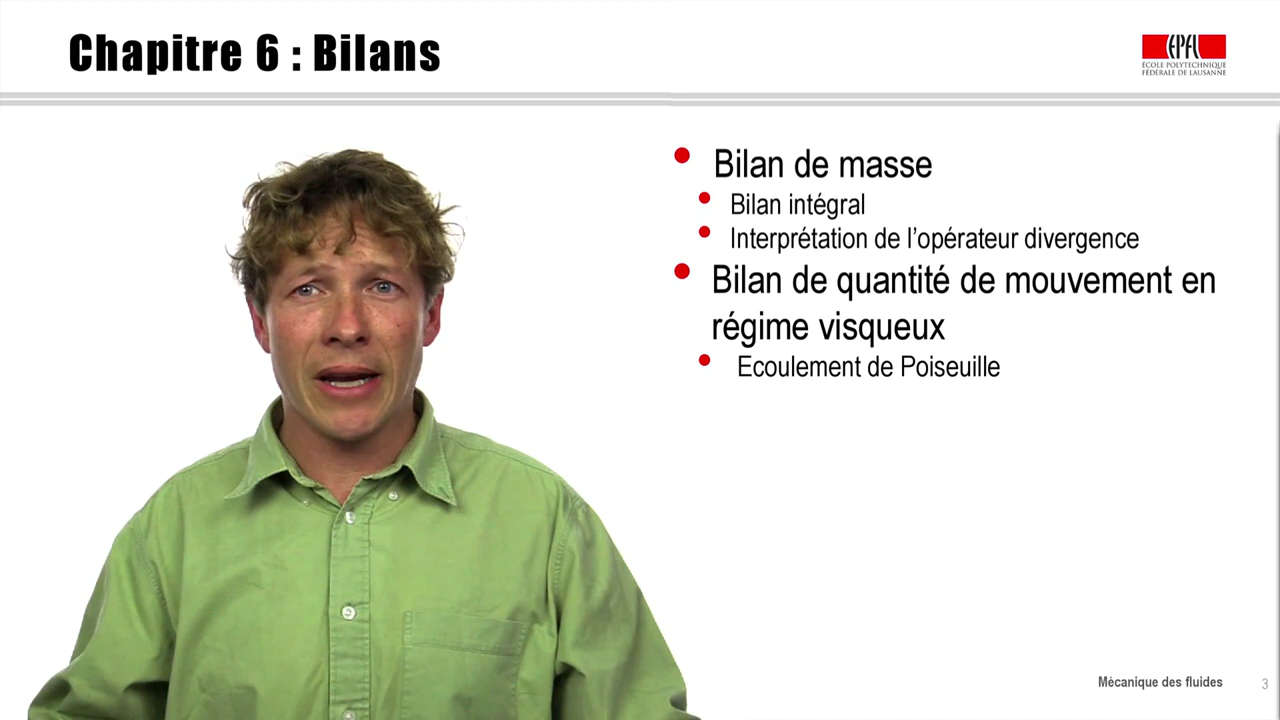 Chapitre 6 : Bilans
EPFL
ÉCOLE POLYTECHNIQUE
FÉDÉRALE DE LAUSANNE
Bilan de masse
Bilan intégral
Interprétation de l’opérateur divergence
Bilan de quantité de mouvement en
régime visqueux
Ecoulement de Poiseuille
Mécanique des fluides
3